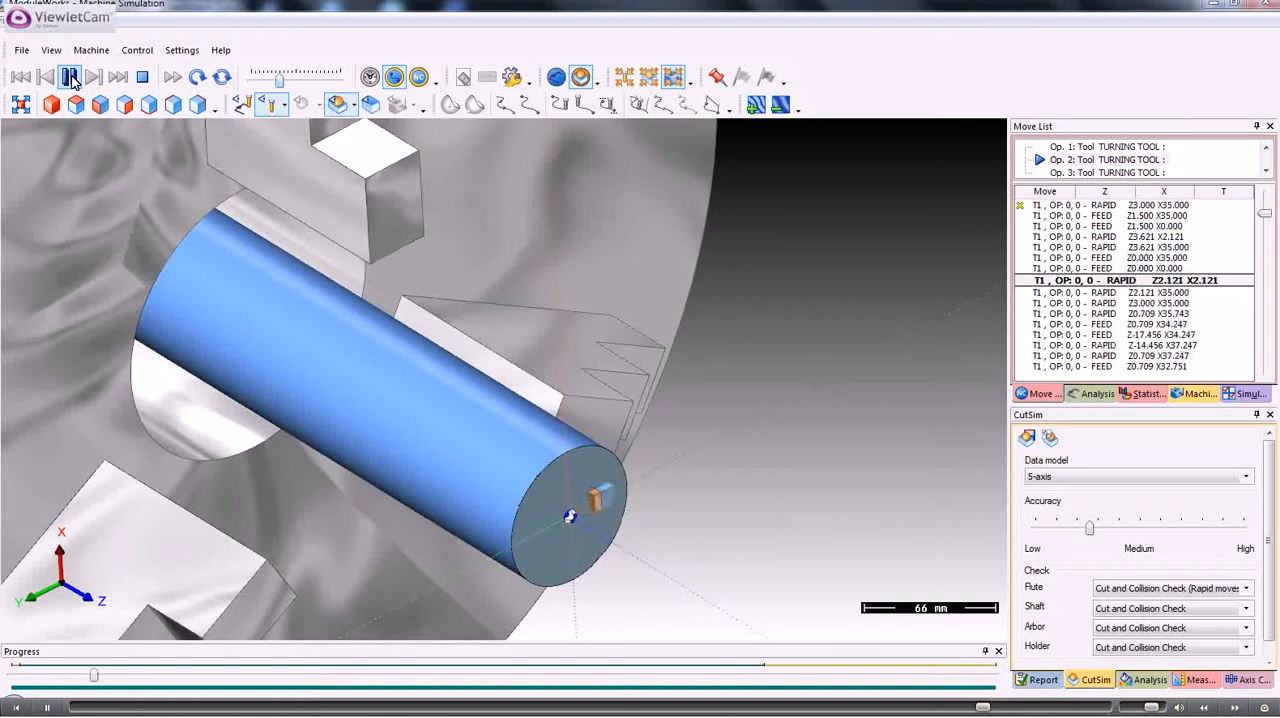 ModuleWorks - Machine Simulation
ViewletCam
File View Machine Control Settings Help
Move List
Op. 1: Tool TURNING TOOL :
Op. 2: Tool TURNING TOOL :
Op. 3: Tool TURNING TOOL :
Move Z X T
T1 , OP: 0, 0 - RAPID Z3.000 X35.000
T1 , OP: 0, 0 - FEED Z1.500 X35.000
T1 , OP: 0, 0 - FEED Z1.500 X0.000
T1 , OP: 0, 0 - RAPID Z3.621 X2.121
T1 , OP: 0, 0 - RAPID Z3.621 X35.000
T1 , OP: 0, 0 - FEED Z0.000 X35.000
T1 , OP: 0, 0 - FEED Z0.000 X0.000
T1 , OP: 0, 0 - RAPID Z2.121 X2.121
T1 , OP: 0, 0 - RAPID Z2.121 X35.000
T1 , OP: 0, 0 - RAPID Z3.000 X35.000
T1 , OP: 0, 0 - RAPID Z0.709 X35.743
T1 , OP: 0, 0 - FEED Z0.709 X34.247
T1 , OP: 0, 0 - FEED Z-17.456 X34.247
T1 , OP: 0, 0 - RAPID Z-14.456 X37.247
T1 , OP: 0, 0 - RAPID Z0.709 X37.247
T1 , OP: 0, 0 - FEED Z0.709 X32.751
NC Move ... Analysis Statist... Machi... Simul...
CutSim
Data model
5-axis
Accuracy
Low Medium High
Check
Flute Cut and Collision Check (Rapid moves
Shaft Cut and Collision Check
Arbor Cut and Collision Check
Holder Cut and Collision Check
Report CutSim Analysis Meas... Axis C...
X
Y
Z
66 mm
Progress